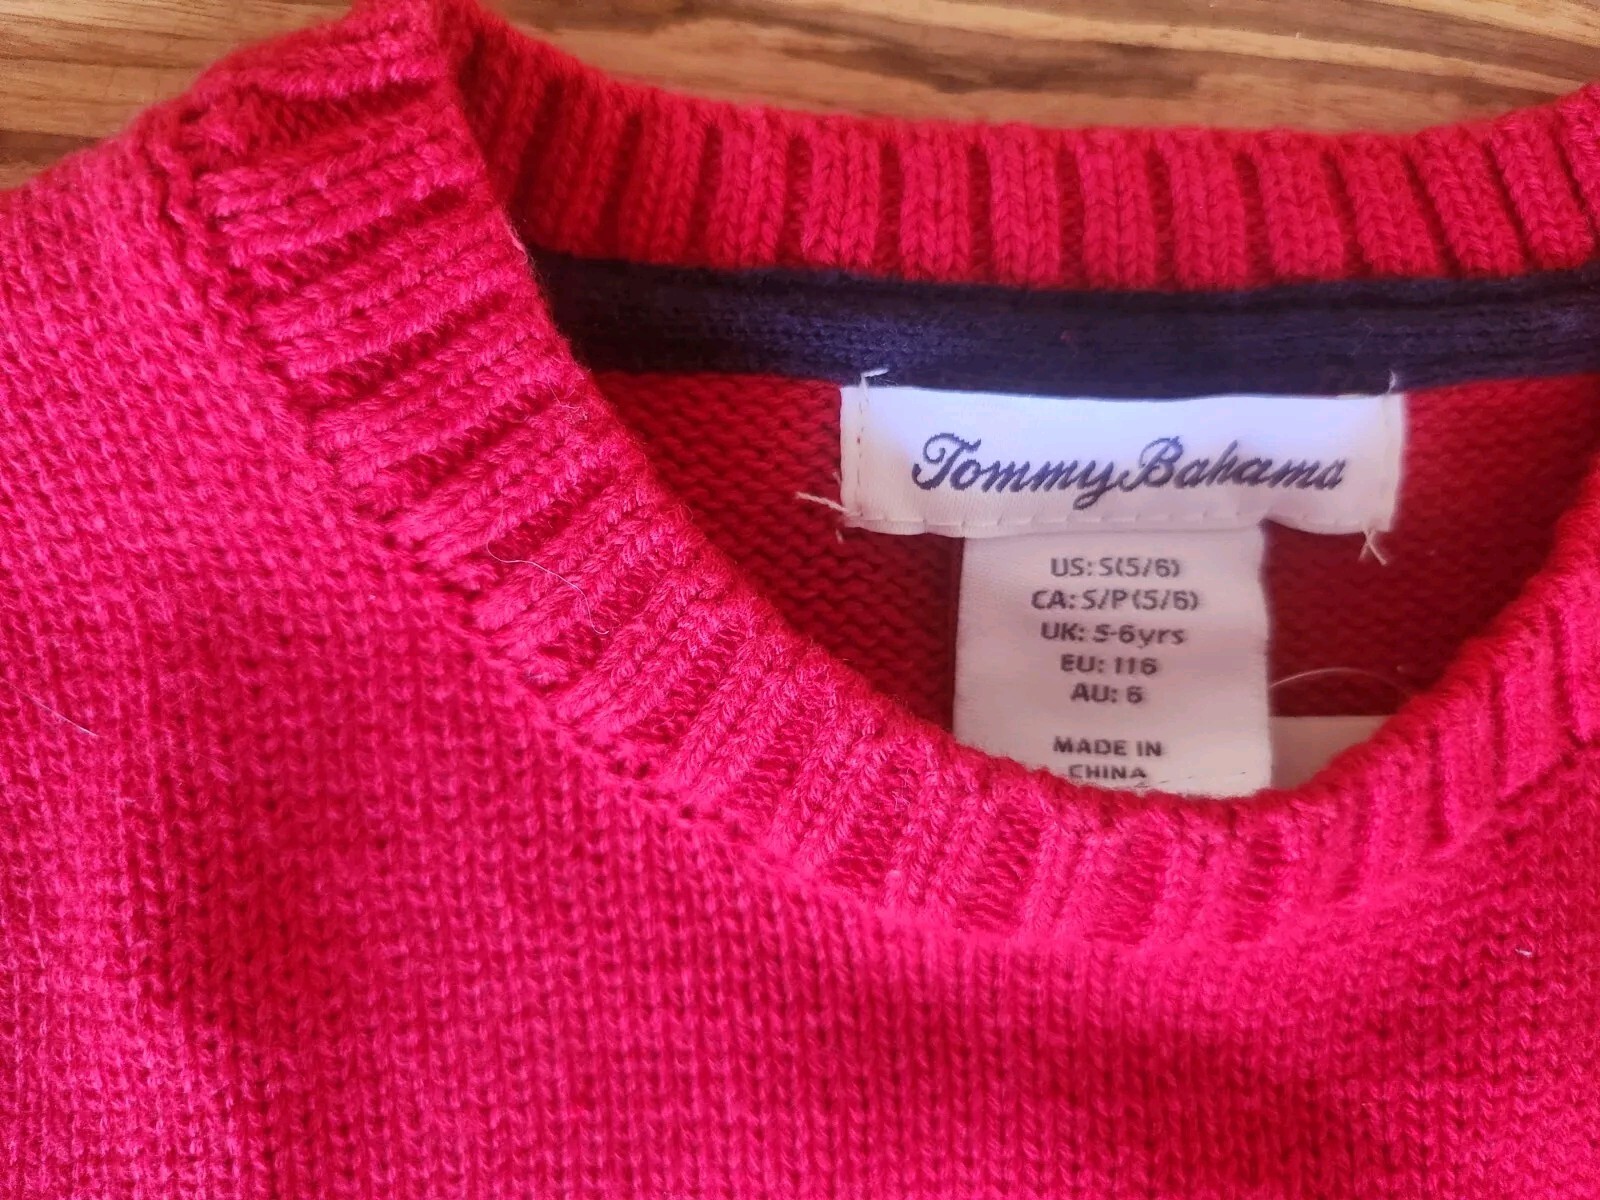 Tommy Bahama
US: S(5/6)
CA: S/P(5/6)
UK: 5-6yrs
EU: 116
AU: 6
MADE IN
CHINA